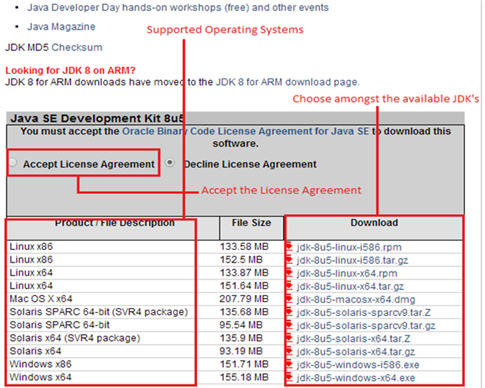 • Java Developer Day hands-on workshops (free) and other events
• Java Magazine
Supported Operating Systems
JDK MD5 Checksum
Looking for JDK 8 on ARM?
JDK 8 for ARM downloads have moved to the JDK 8 for ARM download page.
Choose amongst the available JDK's
Java SE Development Kit 8u5
You must accept the Oracle Binary Code License Agreement for Java SE to download this
software.
Accept License Agreement Decline License Agreement
Accept the License Agreement
Product / File Description File Size Download
Linux x86 133.58 MB jdk-8u5-linux-i586.rpm
Linux x86 152.5 MB jdk-8u5-linux-i586.tar.gz
Linux x64 133.87 MB jdk-8u5-linux-x64.rpm
Linux x64 151.64 MB jdk-8u5-linux-x64.tar.gz
Mac OS X x64 207.79 MB jdk-8u5-macosx-x64.dmg
Solaris SPARC 64-bit (SVR4 package) 135.68 MB jdk-8u5-solaris-sparcv9.tar.Z
Solaris SPARC 64-bit 95.54 MB jdk-8u5-solaris-sparcv9.tar.gz
Solaris x64 (SVR4 package) 135.9 MB jdk-8u5-solaris-x64.tar.Z
Solaris x64 93.19 MB jdk-8u5-solaris-x64.tar.gz
Windows x86 151.71 MB jdk-8u5-windows-i586.exe
Windows x64 155.18 MB jdk-8u5-windows-x64.exe